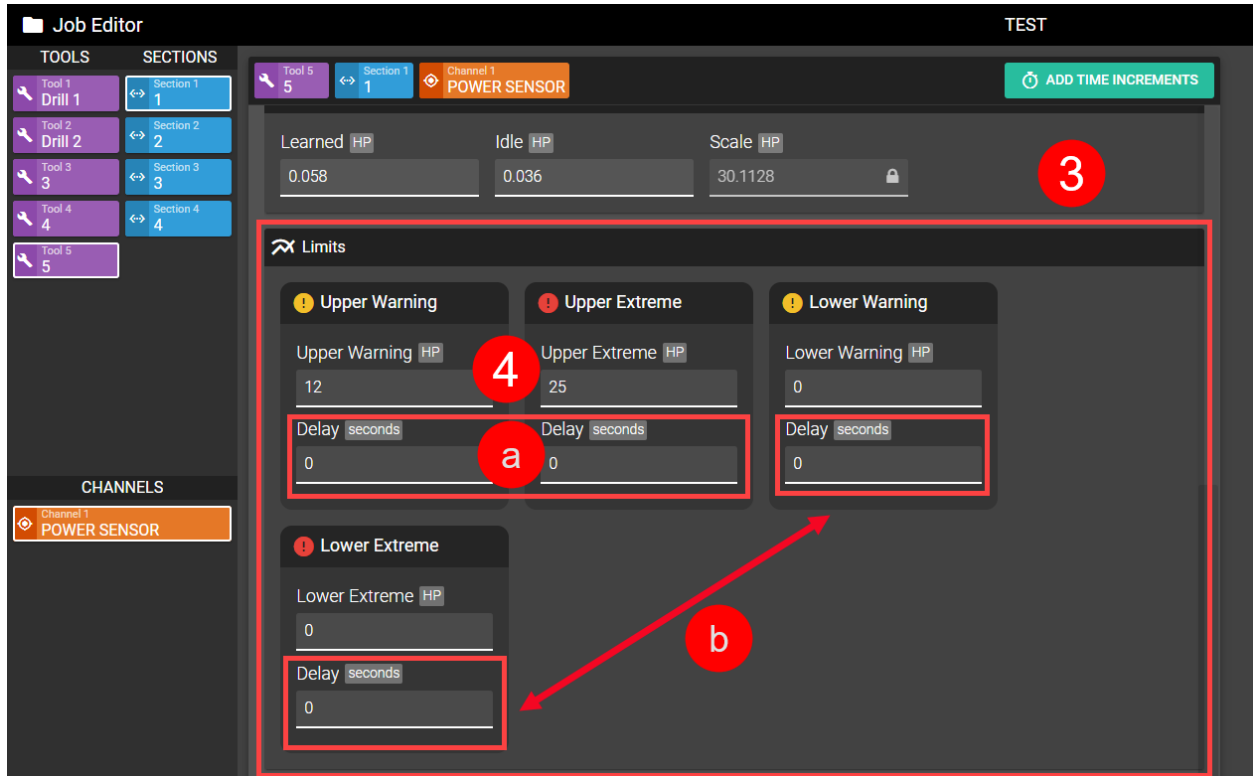 Job Editor
TEST
TOOLS
SECTIONS
Tool 1
Drill 1
Section 1
1
Tool 2
Drill 2
Section 2
2
Tool 3
3
Section 3
3
Tool 4
4
Section 4
4
Tool 5
5
CHANNELS
Channel 1
POWER SENSOR
Tool 5
5
Section 1
1
Channel 1
POWER SENSOR
ADD TIME INCREMENTS
Learned HP
0.058
Idle HP
0.036
Scale HP
30.1128
3
Limits
Upper Warning
Upper Warning HP
12
Delay seconds
0
4
a
Upper Extreme
Upper Extreme HP
25
Delay seconds
0
Lower Warning
Lower Warning HP
0
Delay seconds
0
Lower Extreme
Lower Extreme HP
0
Delay seconds
0
b